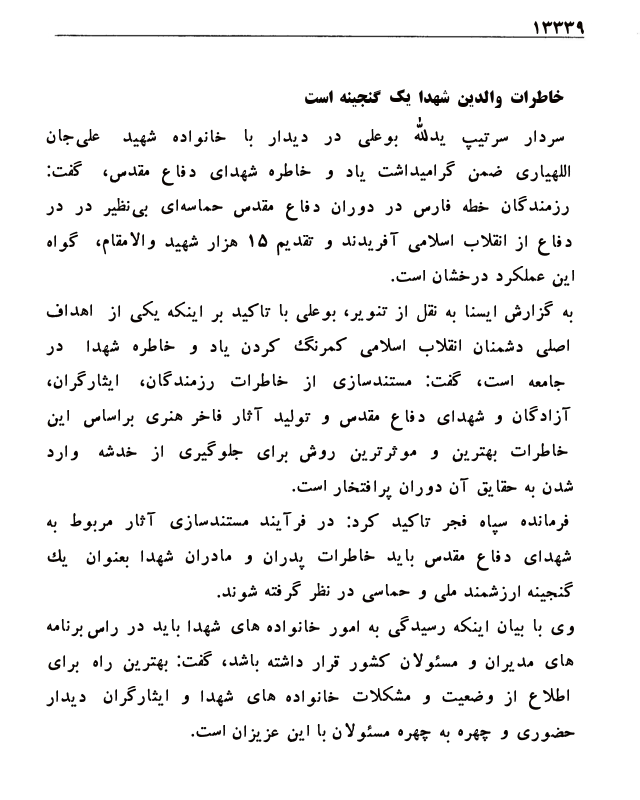 ۱۳۳۳۹
خاطرات والدین شهدا یک گنجینه است
سردار سرتیپ یدالله بوعلی در دیدار با خانواده شهید علی‌جان
اللهیاری ضمن گرامیداشت یاد و خاطره شهدای دفاع مقدس، گفت:
رزمندگان خطه فارس در دوران دفاع مقدس حماسه‌ای بی‌نظیر در در
دفاع از انقلاب اسلامی آفریدند و تقدیم ۱۵ هزار شهید والامقام، گواه
این عملکرد درخشان است.
به گزارش ایسنا به نقل از تنویر، بوعلی با تاکید بر اینکه یکی از اهداف
اصلی دشمنان انقلاب اسلامی کمرنگ کردن یاد و خاطره شهدا در
جامعه است، گفت: مستندسازی از خاطرات رزمندگان، ایثارگران،
آزادگان و شهدای دفاع مقدس و تولید آثار فاخر هنری براساس این
خاطرات بهترین و موثرترین روش برای جلوگیری از خدشه وارد
شدن به حقایق آن دوران پرافتخار است.
فرمانده سپاه فجر تاکید کرد: در فرآیند مستندسازی آثار مربوط به
شهدای دفاع مقدس باید خاطرات پدران و مادران شهدا بعنوان یك
گنجینه ارزشمند ملی و حماسی در نظر گرفته شوند.
وی با بیان اینکه رسیدگی به امور خانواده های شهدا باید در راس برنامه
های مدیران و مسئولان کشور قرار داشته باشد، گفت: بهترین راه برای
اطلاع از وضعیت و مشکلات خانواده های شهدا و ایثارگران دیدار
حضوری و چهره به چهره مسئولان با این عزیزان است.